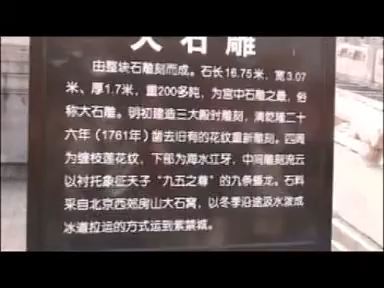 大石雕
由整块石雕刻而成。石长16.75米，宽3.07
米、厚1.7米，重200多吨，为宫中石雕之最，俗
称大石雕。明初建造三大殿时雕刻，清乾隆二十
六年（1761年）凿去旧有的花纹重新雕刻。四周
为缠枝莲花纹，下部为海水江牙，中间雕刻流云
以衬托象征天子“九五之尊”的九条蟠龙。石料
采自北京西郊房山大石窝，以冬季沿途汲水泼成
冰道拉运的方式运到紫禁城。